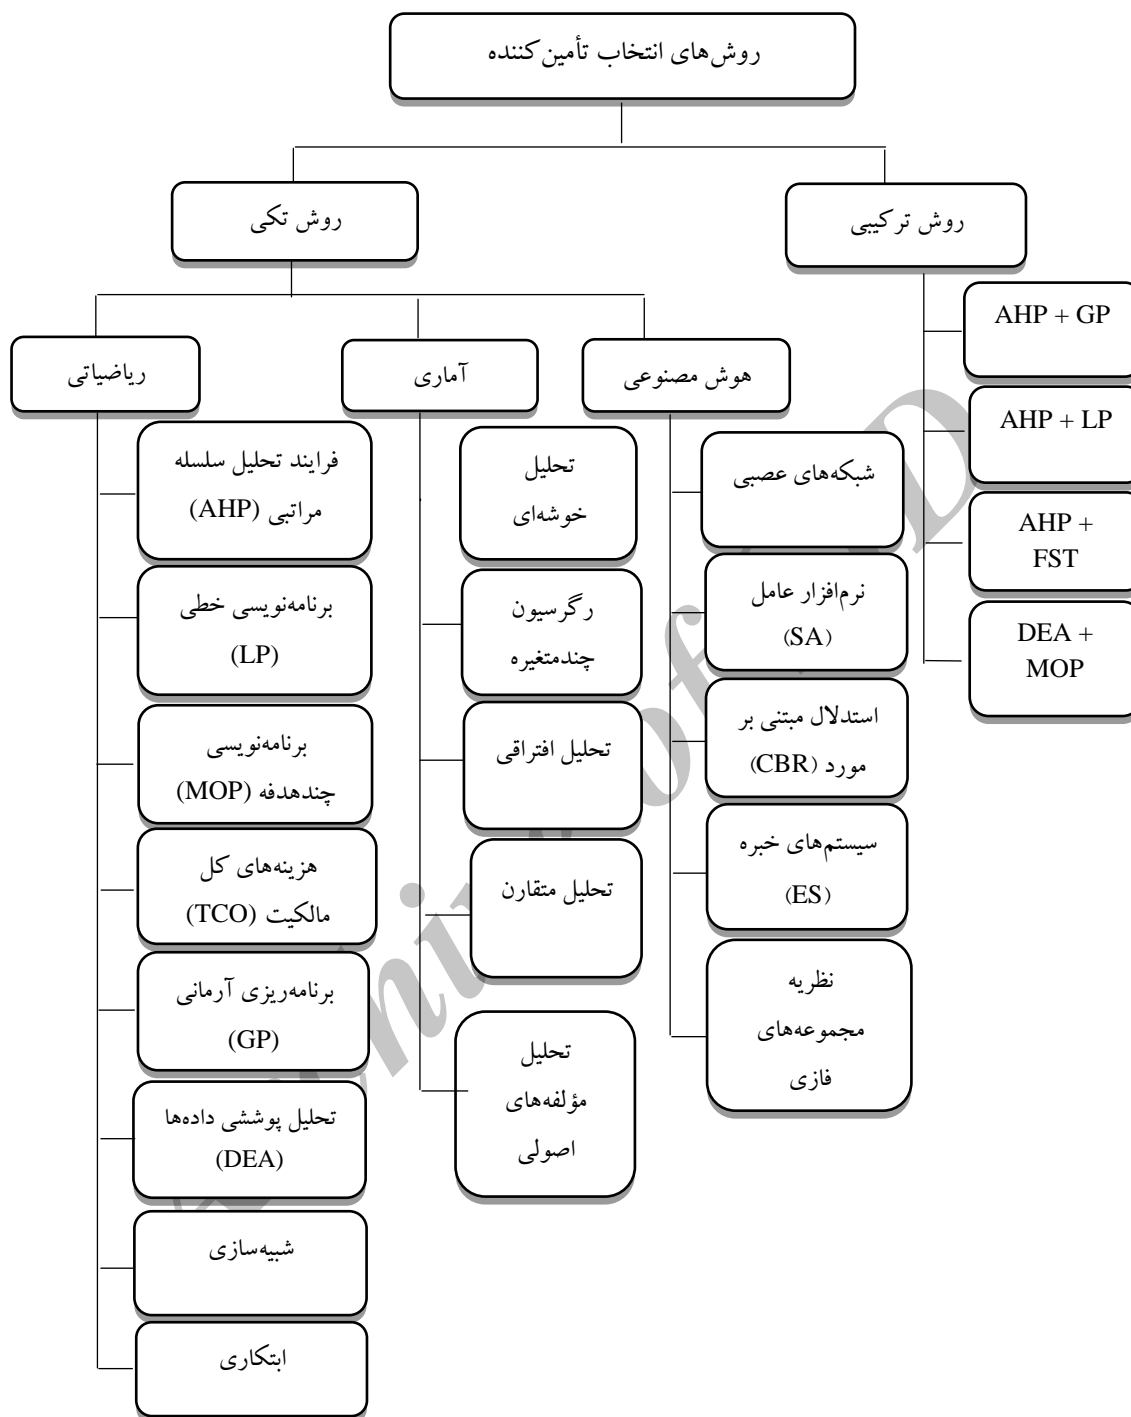 روش‌های انتخاب تأمین‌کننده
روش تکی
روش ترکیبی
ریاضیاتی
آماری
هوش مصنوعی
فرایند تحلیل سلسله
مراتبی (AHP)
برنامه‌نویسی خطی
(LP)
برنامه‌نویسی
چندهدفه (MOP)
هزینه‌های کل
مالکیت (TCO)
برنامه‌ریزی آرمانی
(GP)
تحلیل پوششی داده‌ها
(DEA)
شبیه‌سازی
ابتکاری
تحلیل
خوشه‌ای
رگرسیون
چندمتغیره
تحلیل افتراقی
تحلیل متقارن
تحلیل
مؤلفه‌های
اصولی
شبکه‌های عصبی
نرم‌افزار عامل
(SA)
استدلال مبتنی بر
مورد (CBR)
سیستم‌های خبره
(ES)
نظریه
مجموعه‌های
فازی
AHP + GP
AHP + LP
AHP +
FST
DEA +
MOP
Archive of SID